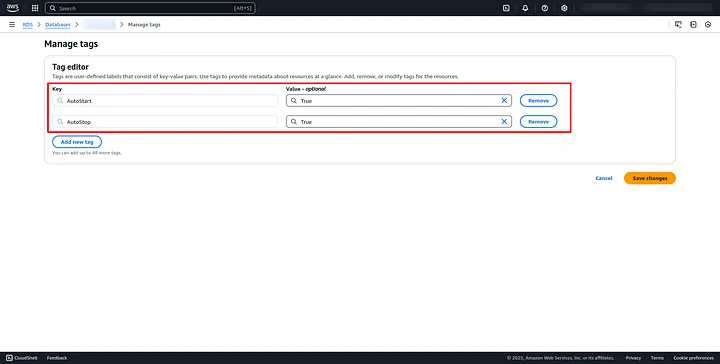 aws
Search [Alt+S]
RDS > Databases > > Manage tags
Manage tags
Tag editor
Tags are user-defined labels that consist of key-value pairs. Use tags to provide metadata about resources at a glance. Add, remove, or modify tags for the resources.
Key Value - optional
AutoStart True Remove
AutoStop True Remove
Add new tag
You can add up to 48 more tags.
Cancel Save changes
CloudShell Feedback © 2025, Amazon Web Services, Inc. or its affiliates. Privacy Terms Cookie preferences